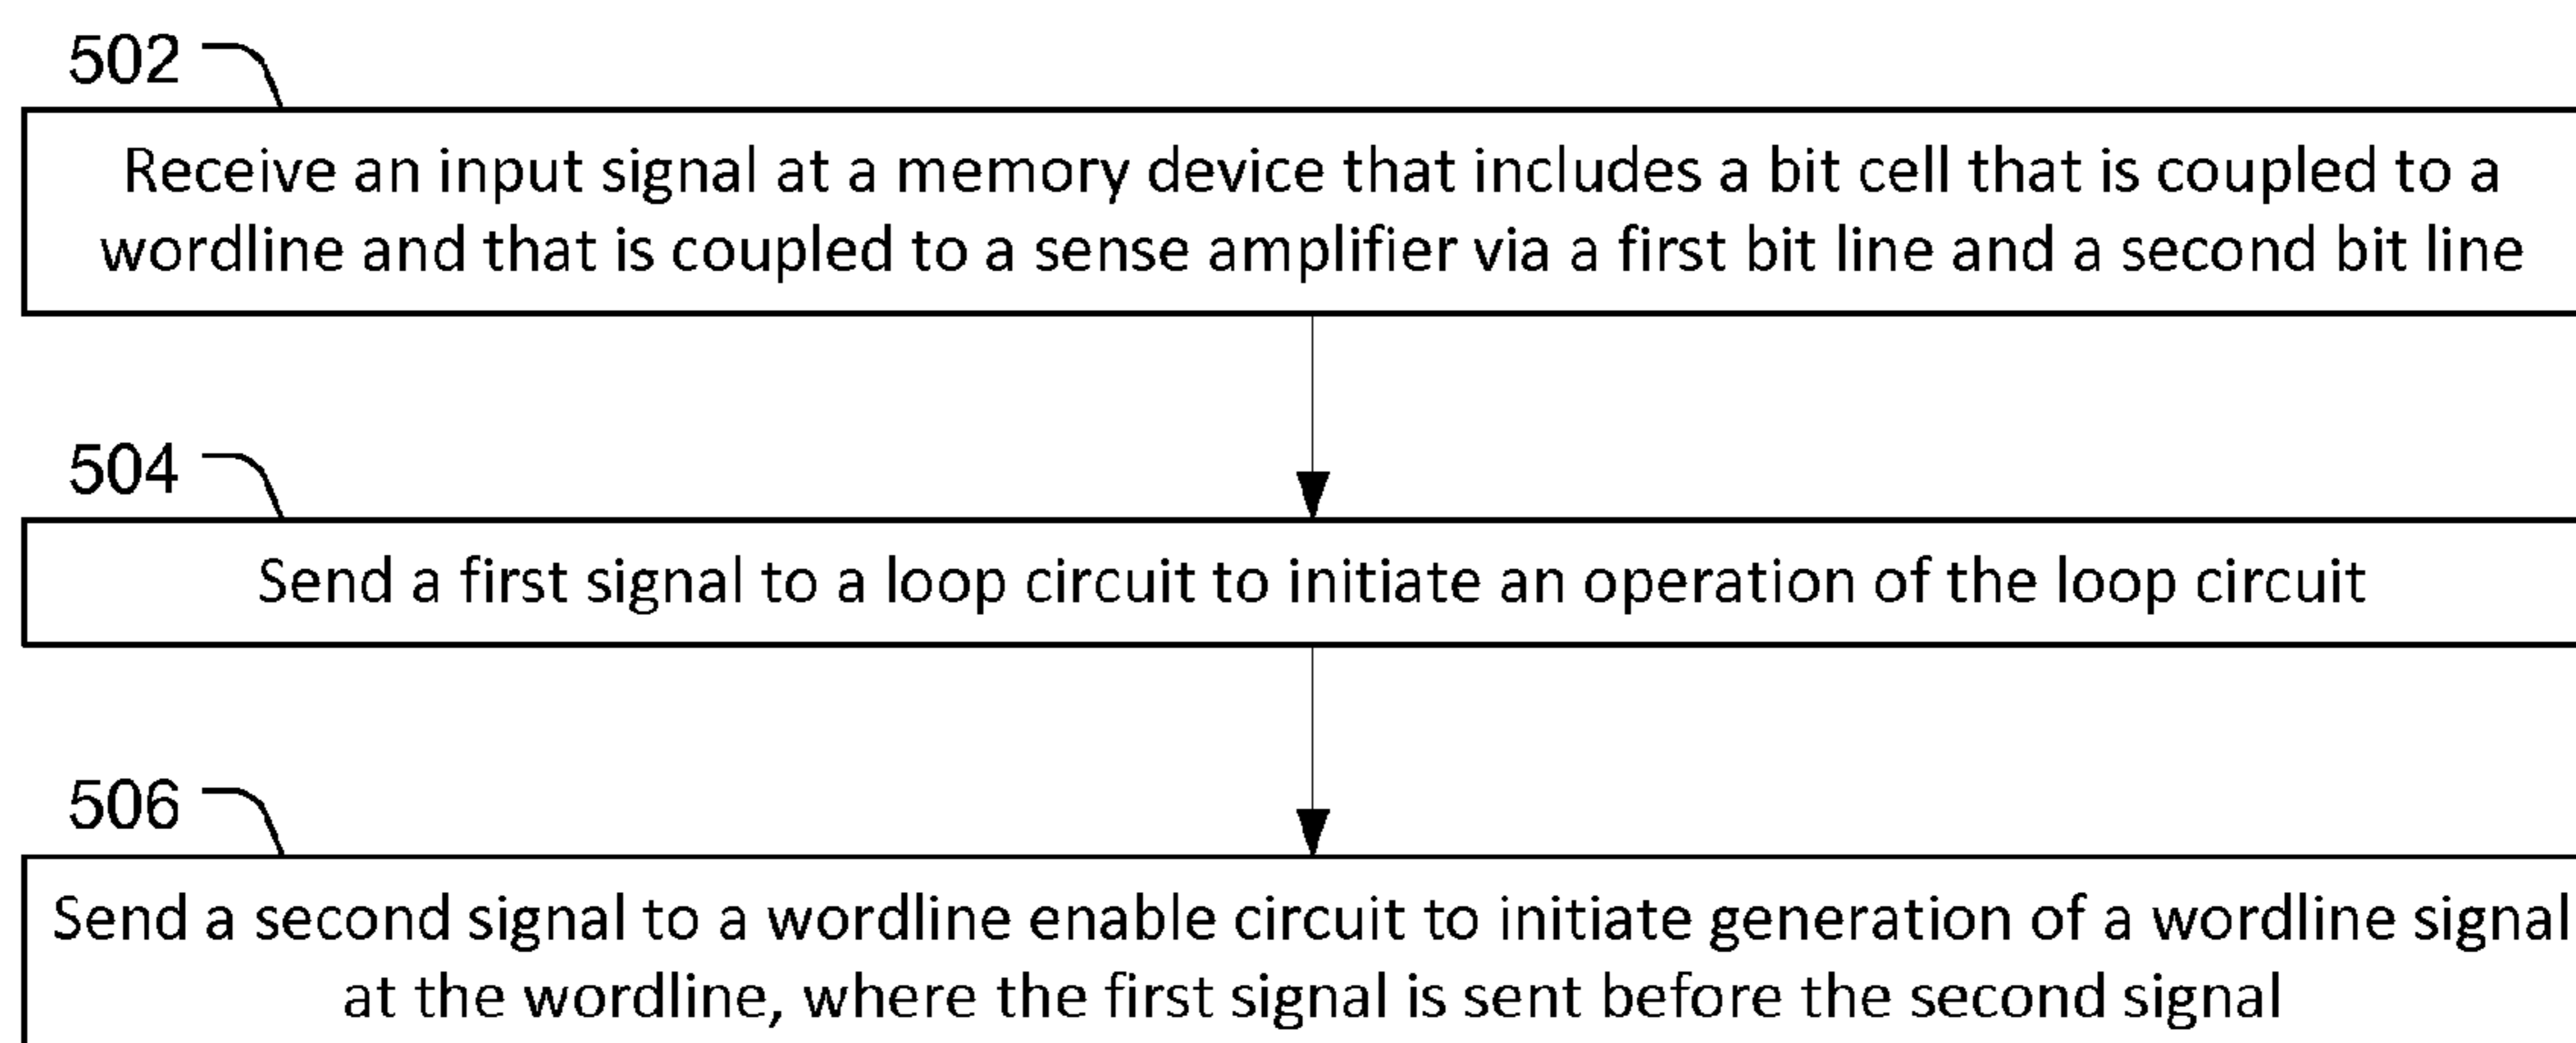 502
Receive an input signal at a memory device that includes a bit cell that is coupled to a
wordline and that is coupled to a sense amplifier via a first bit line and a second bit line
504
Send a first signal to a loop circuit to initiate an operation of the loop circuit
506
Send a second signal to a wordline enable circuit to initiate generation of a wordline signal
at the wordline, where the first signal is sent before the second signal